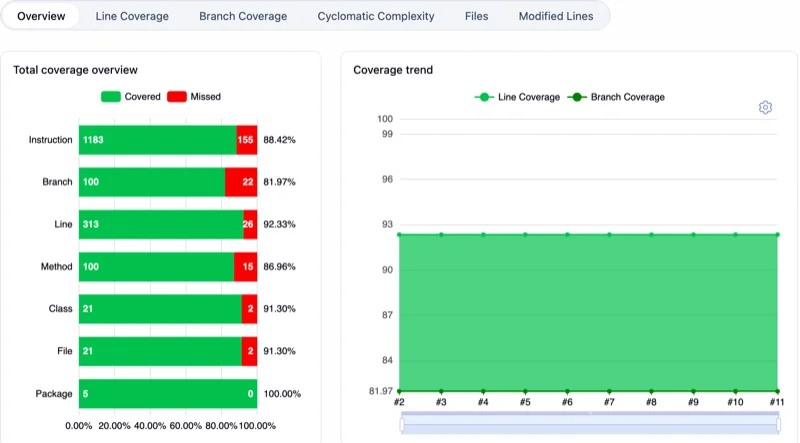 Overview Line Coverage Branch Coverage Cyclomatic Complexity Files Modified Lines
Total coverage overview
Covered Missed
Instruction 1183 155 88.42%
Branch 100 22 81.97%
Line 313 26 92.33%
Method 100 15 86.96%
Class 21 2 91.30%
File 21 2 91.30%
Package 5 0 100.00%
0.00% 20.00% 40.00% 60.00% 80.00% 100.00%
Coverage trend
Line Coverage Branch Coverage
100
99
96
93
90
87
84
81.97
#2 #3 #4 #5 #6 #7 #8 #9 #10 #11